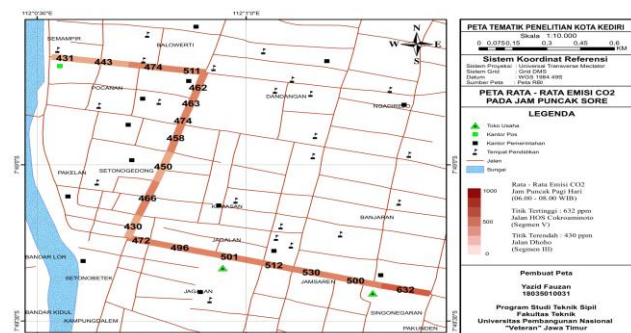 112°0'36"E
112°1'0"E
SEMAMPIR
BALOWERTI
431
443
474
511
462
POCANAN
463
DANDANGAN
NGADIREJO
474
458
450
SETONOGEDONG
PAKELAN
466
KEMASAN
BANJARAN
430
472
496
JAGALAN
501
512
530
BANDAR LOR
SETONOBETEK
JAMSAREN
500
632
JAGALAN
BANDAR KIDUL
KAMPUNGDALEM
SINGONEGARAN
PAKUNDEN
N
W
E
S
PETA TEMATIK PENELITIAN KOTA KEDIRI
Skala 1:10.000
0 0.075 0.15 0.3 0.45 0.6
KM
Sistem Koordinat Referensi
Sistem Proyeksi : Universal Transverse Mectator
Sistem Grid : Grid DMS
Datum : WGS 1984 49S
Sumber Peta : Peta RBI
PETA RATA - RATA EMISI CO2
PADA JAM PUNCAK SORE
LEGENDA
Toko Usaha
Kantor Pos
Kantor Pemerintahan
Tempat Pendidikan
Jalan
Sungai
1000
500
0
Rata - Rata Emisi CO2
Jam Puncak Pagi Hari
(06.00 - 08.00 WIB)
Titik Tertinggi : 632 ppm
Jalan HOS Cokroaminoto
(Segmen V)
Titik Terendah : 430 ppm
Jalan Dhoho
(Segmen III)
Pembuat Peta
Yazid Fauzan
18035010031
Program Studi Teknik Sipil
Fakultas Teknik
Universitas Pembangunan Nasional
"Veteran" Jawa Timur